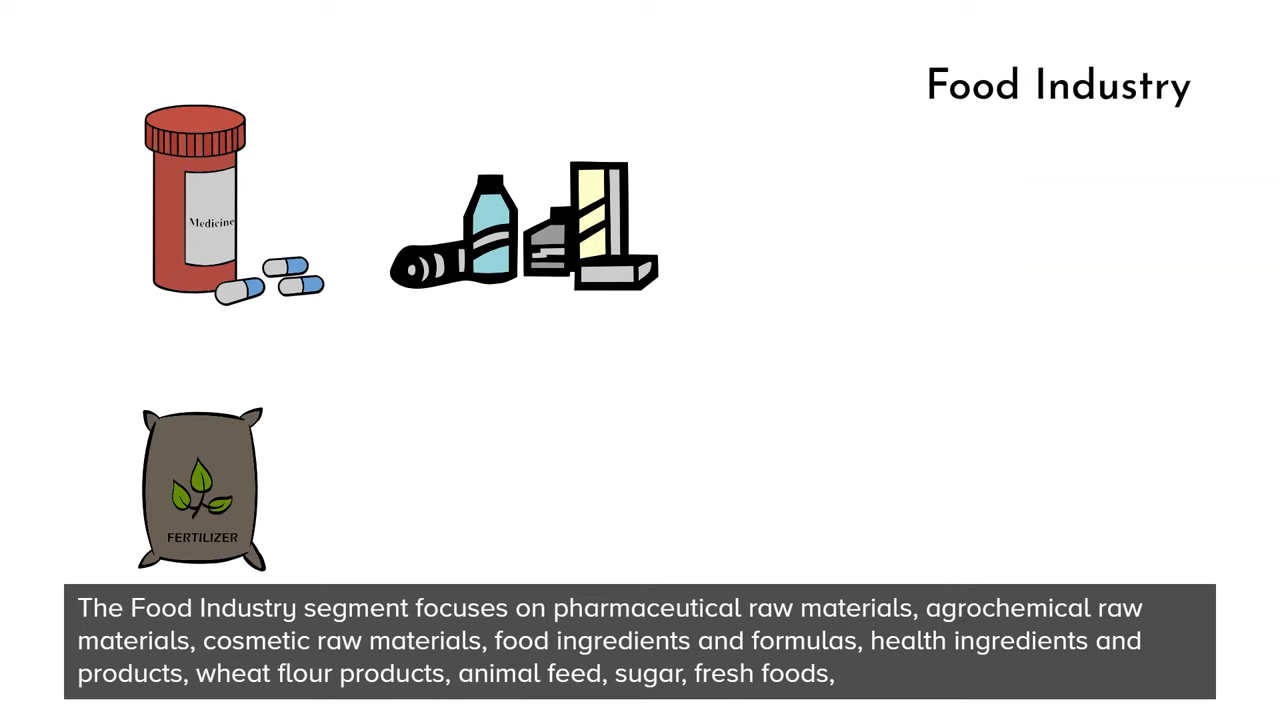 Food Industry
Medicine
FERTILIZER
The Food Industry segment focuses on pharmaceutical raw materials, agrochemical raw
materials, cosmetic raw materials, food ingredients and formulas, health ingredients and
products, wheat flour products, animal feed, sugar, fresh foods,